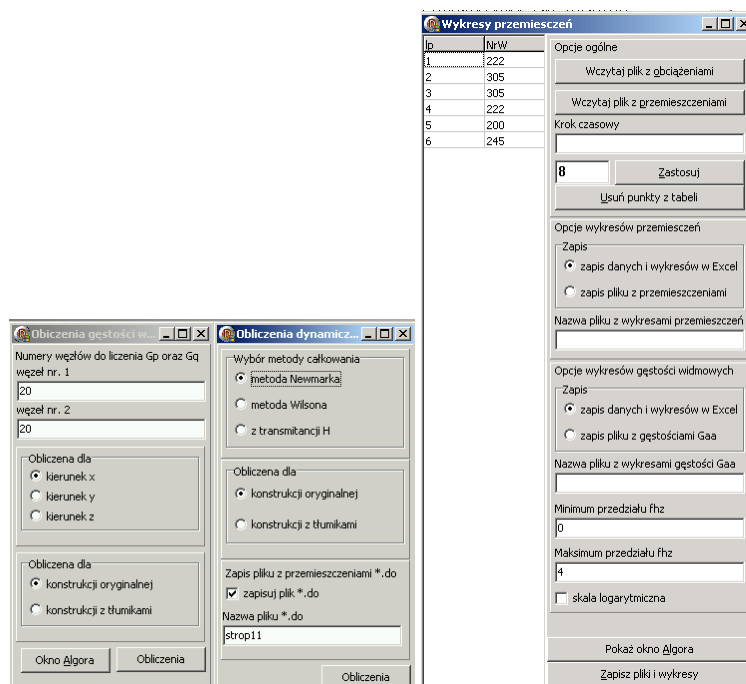 Obiczenia gęstości w...
Numery węzłów do liczenia Gp oraz Gq
węzeł nr. 1
20
węzeł nr. 2
20
Obliczena dla
kierunek x
kierunek y
kierunek z
Obliczena dla
konstrukcji oryginalnej
konstrukcji z tłumikami
Okno Algora
Obliczenia
Obliczenia dynamicz...
Wybór metody całkowania
metoda Newmarka
metoda Wilsona
z transmitancji H
Obliczena dla
konstrukcji oryginalnej
konstrukcji z tłumikami
Zapis pliku z przemieszczeniami *.do
zapisuj plik *.do
Nazwa pliku *.do
strop11
Obliczenia
Wykresy przemiesczeń
lp NrW
1 222
2 305
3 305
4 222
5 200
6 245
Opcje ogólne
Wczytaj plik z obciążeniami
Wczytaj plik z przemieszczeniami
Krok czasowy
8
Zastosuj
Usuń punkty z tabeli
Opcje wykresów przemiesczeń
Zapis
zapis danych i wykresów w Excel
zapis pliku z przemieszczeniami
Nazwa pliku z wykresami przemieszczeń
Opcje wykresów gęstości widmowych
Zapis
zapis danych i wykresów w Excel
zapis pliku z gęstościami Gaa
Nazwa pliku z wykresami gęstości Gaa
Minimum przedziału fhz
0
Maksimum przedziału fhz
4
skala logarytmiczna
Pokaż okno Algora
Zapisz pliki i wykresy